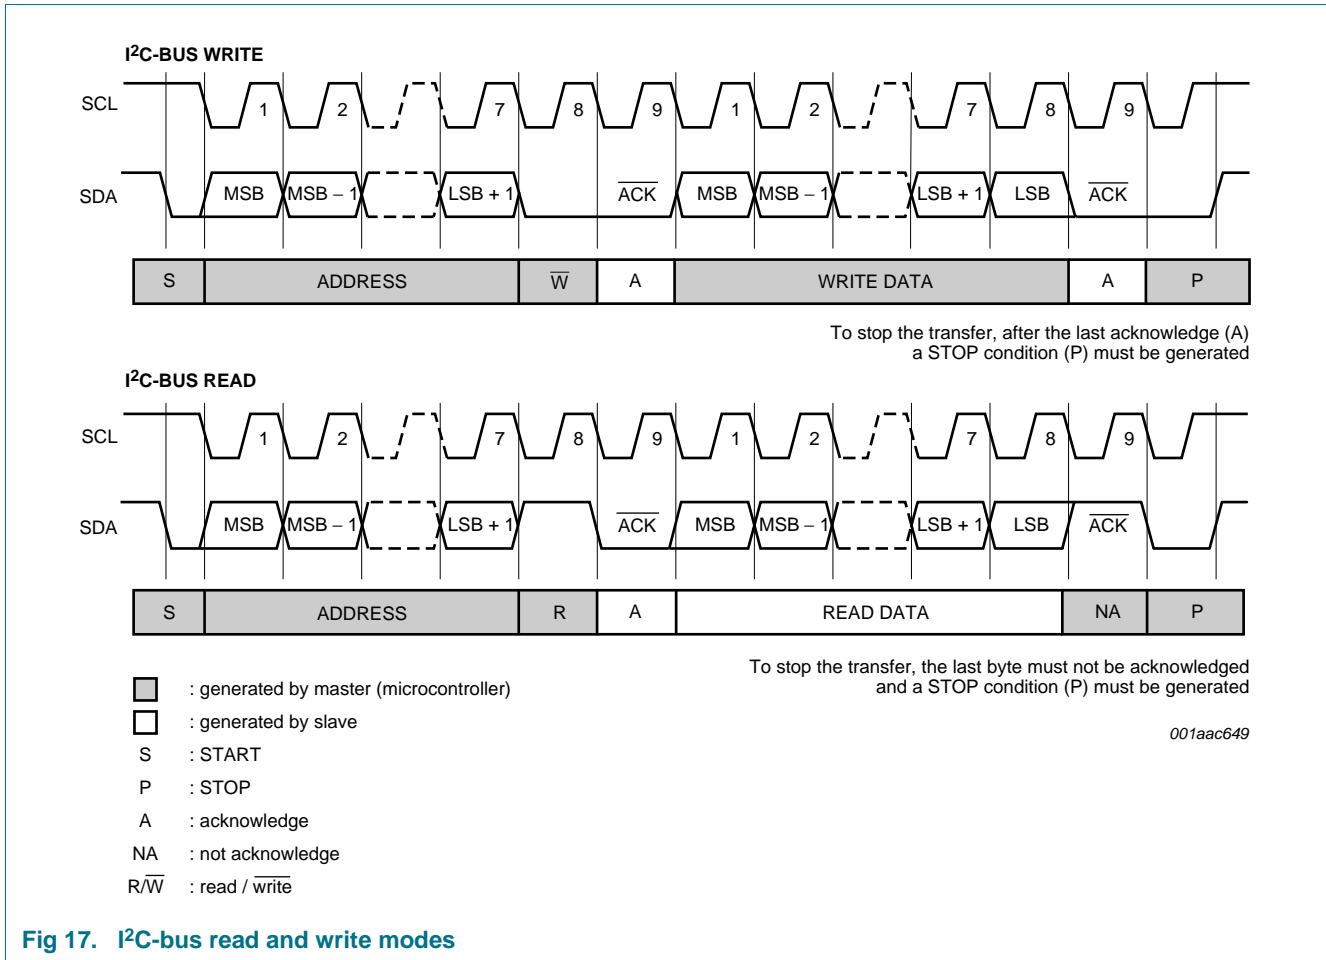 I²C-BUS WRITE
SCL 1 2 7 8 9 1 2 7 8 9
SDA MSB MSB − 1 LSB + 1 A̅C̅K̅ MSB MSB − 1 LSB + 1 LSB A̅C̅K̅
S ADDRESS W̅ A WRITE DATA A P
To stop the transfer, after the last acknowledge (A)
a STOP condition (P) must be generated
I²C-BUS READ
SCL 1 2 7 8 9 1 2 7 8 9
SDA MSB MSB − 1 LSB + 1 A̅C̅K̅ MSB MSB − 1 LSB + 1 LSB A̅C̅K̅
S ADDRESS R A READ DATA NA P
To stop the transfer, the last byte must not be acknowledged
and a STOP condition (P) must be generated
: generated by master (microcontroller)
: generated by slave
001aac649
S : START
P : STOP
A : acknowledge
NA : not acknowledge
R/W̅ : read / w̅r̅i̅t̅e̅
Fig 17. I²C-bus read and write modes